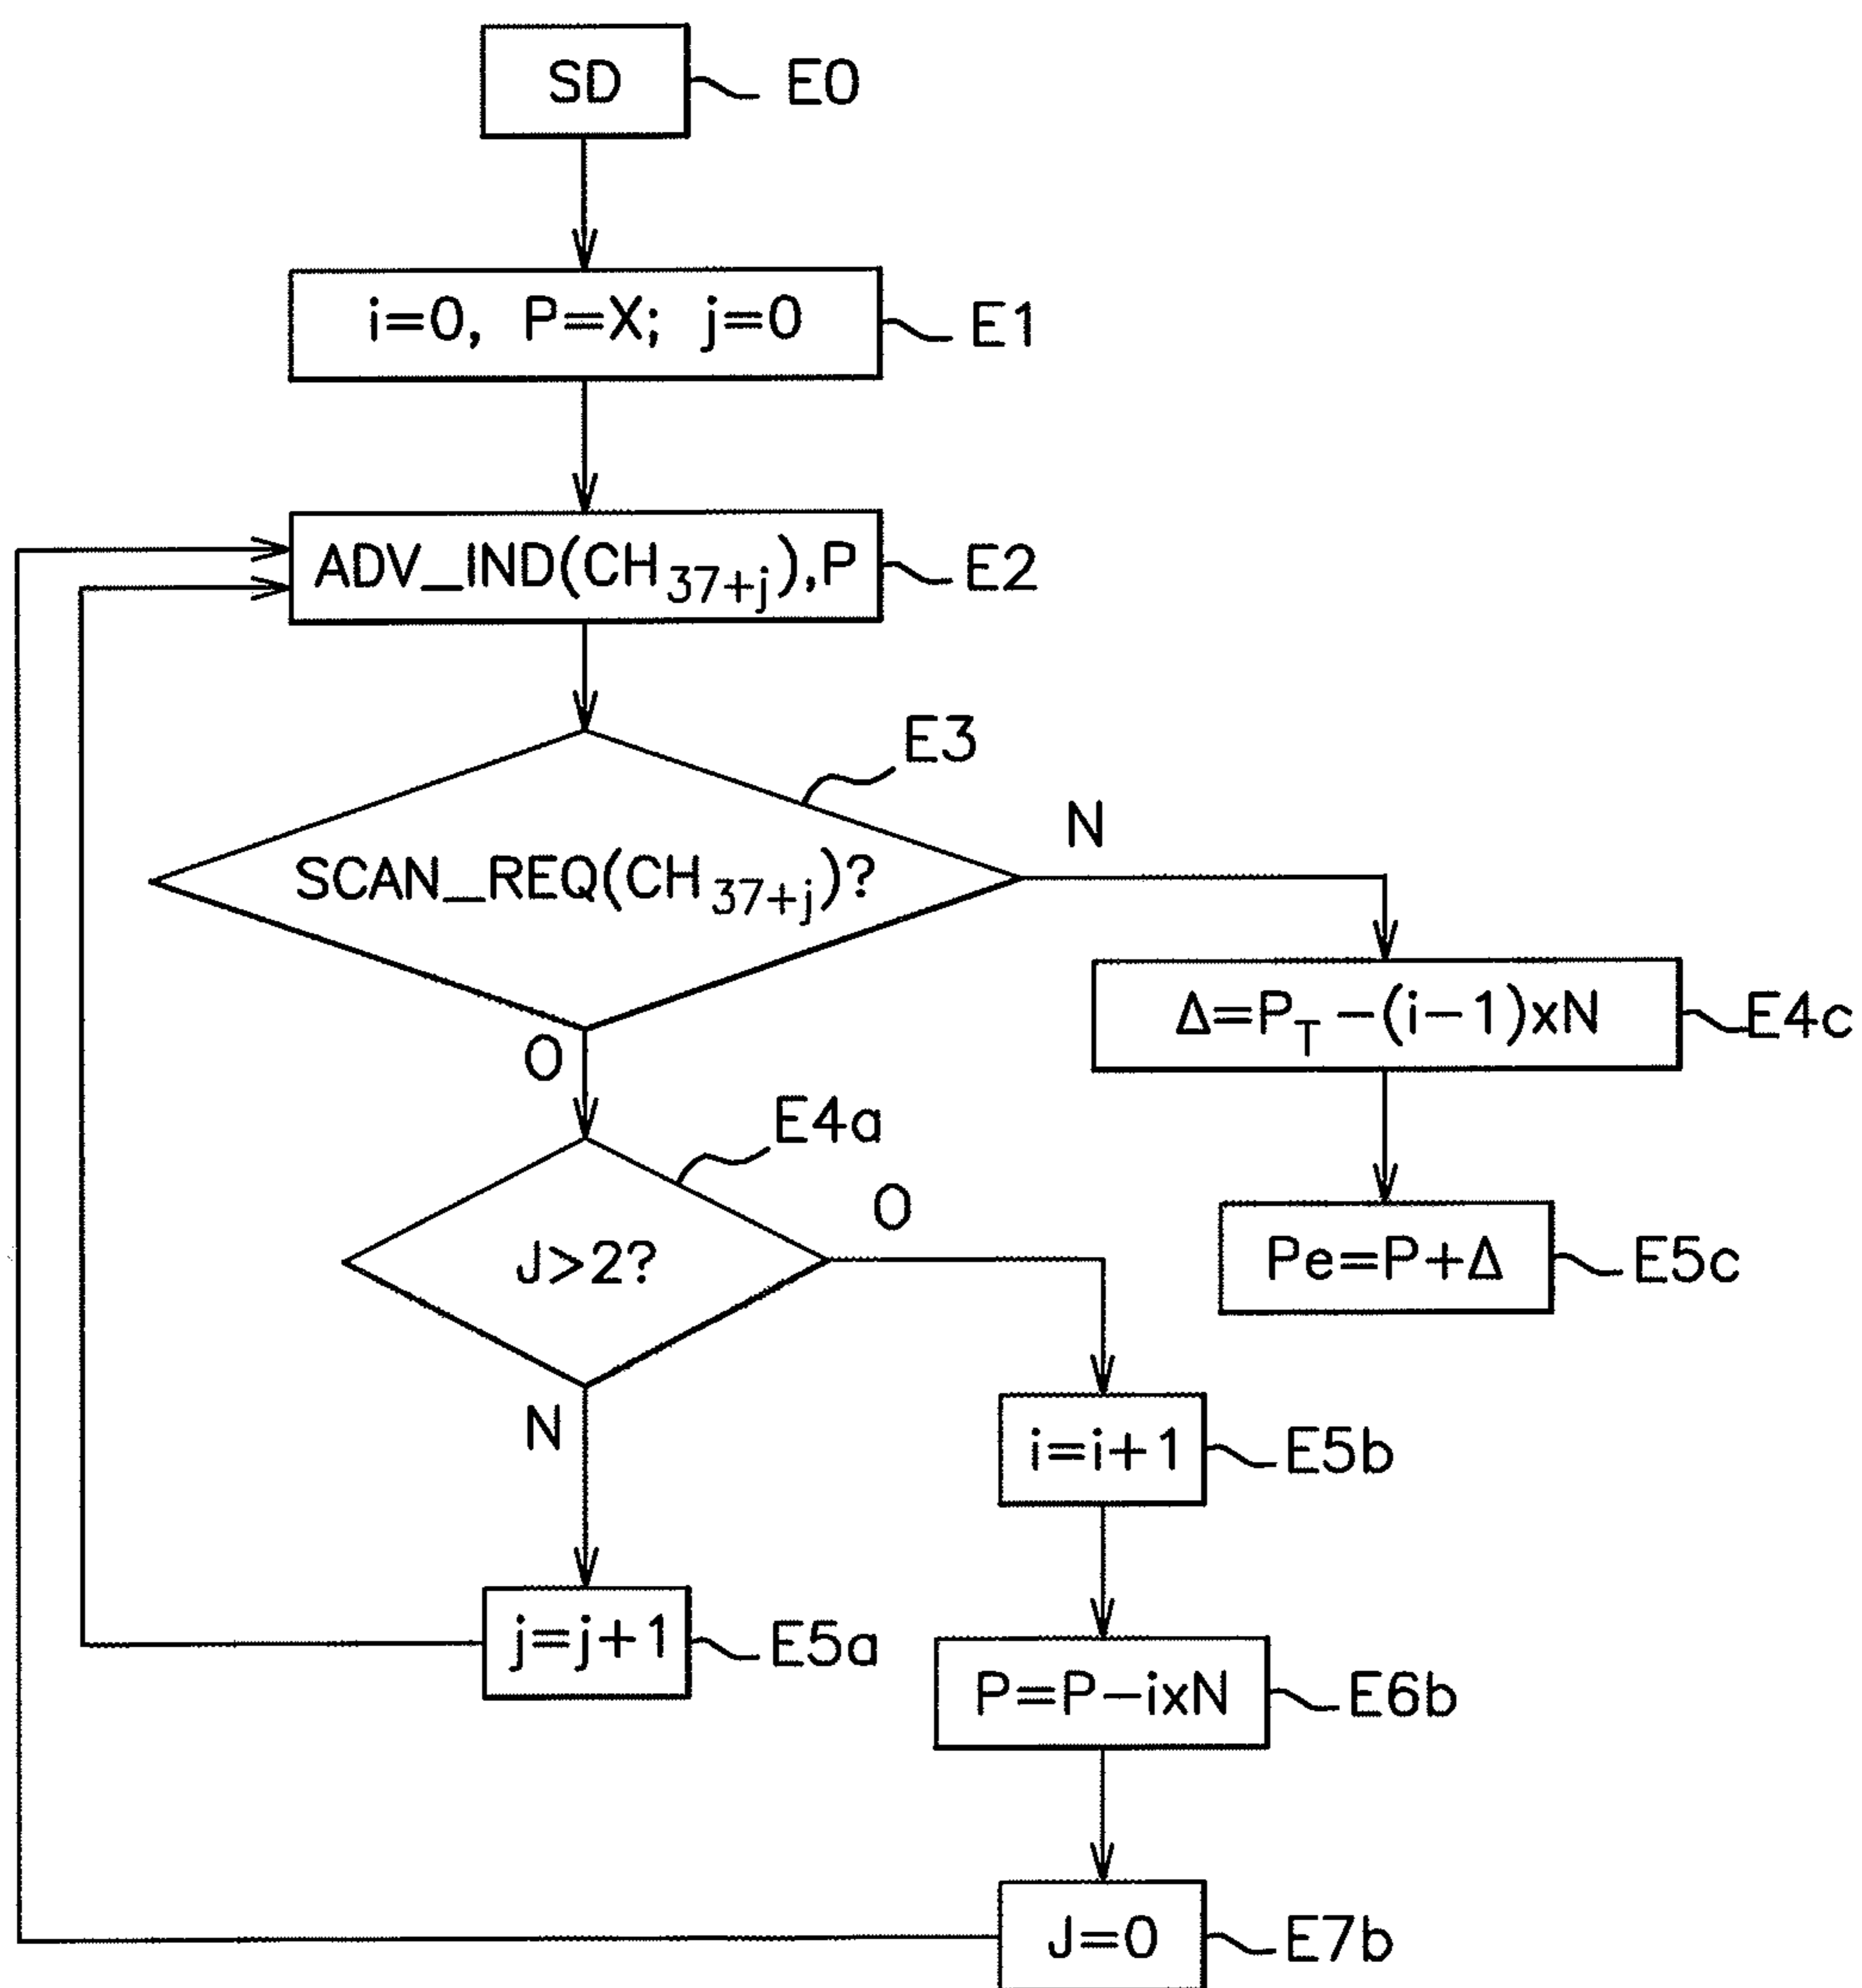 SD
E0
i=0, P=X; j=0
E1
ADV_IND(CH37+j),P
E2
E3
SCAN_REQ(CH37+j)?
N
O
Δ=PT-(i-1)xN
E4c
Pe=P+Δ
E5c
E4a
J>2?
O
N
i=i+1
E5b
j=j+1
E5a
P=P-ixN
E6b
J=0
E7b